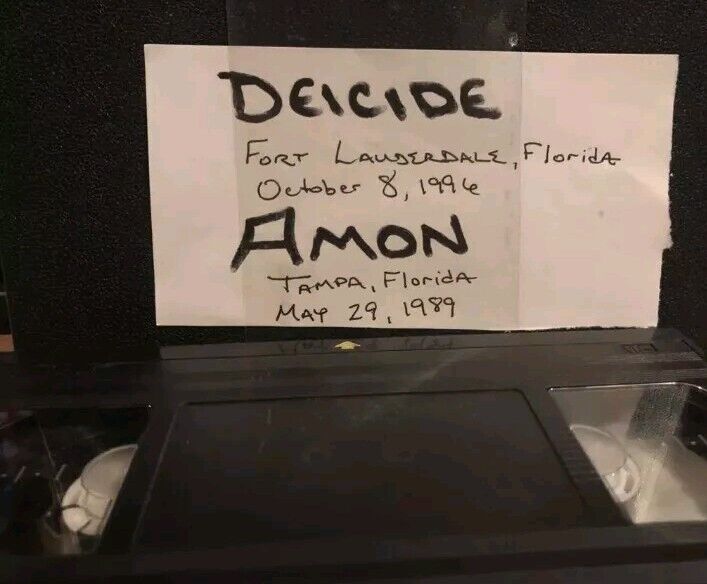 DEICIDE
FORT LAUDERDALE, FloridA
October 8, 1996
AMON
TAMPA, FloridA
MAY 29, 1989